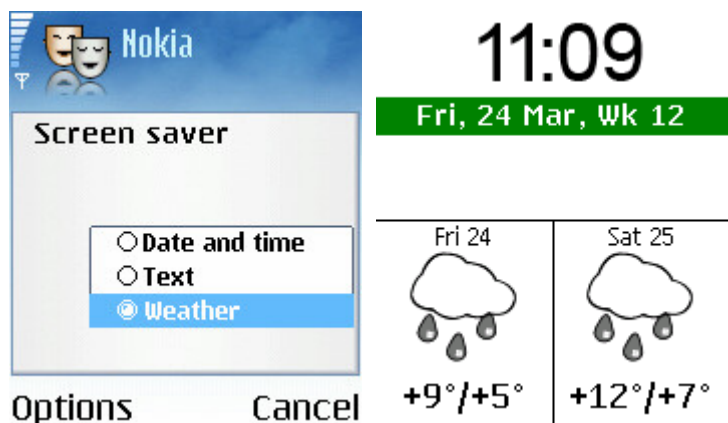 Nokia
Screen saver
Date and time
Text
Weather
Options Cancel
11:09
Fri, 24 Mar, Wk 12
Fri 24 Sat 25
+9°/+5° +12°/+7°